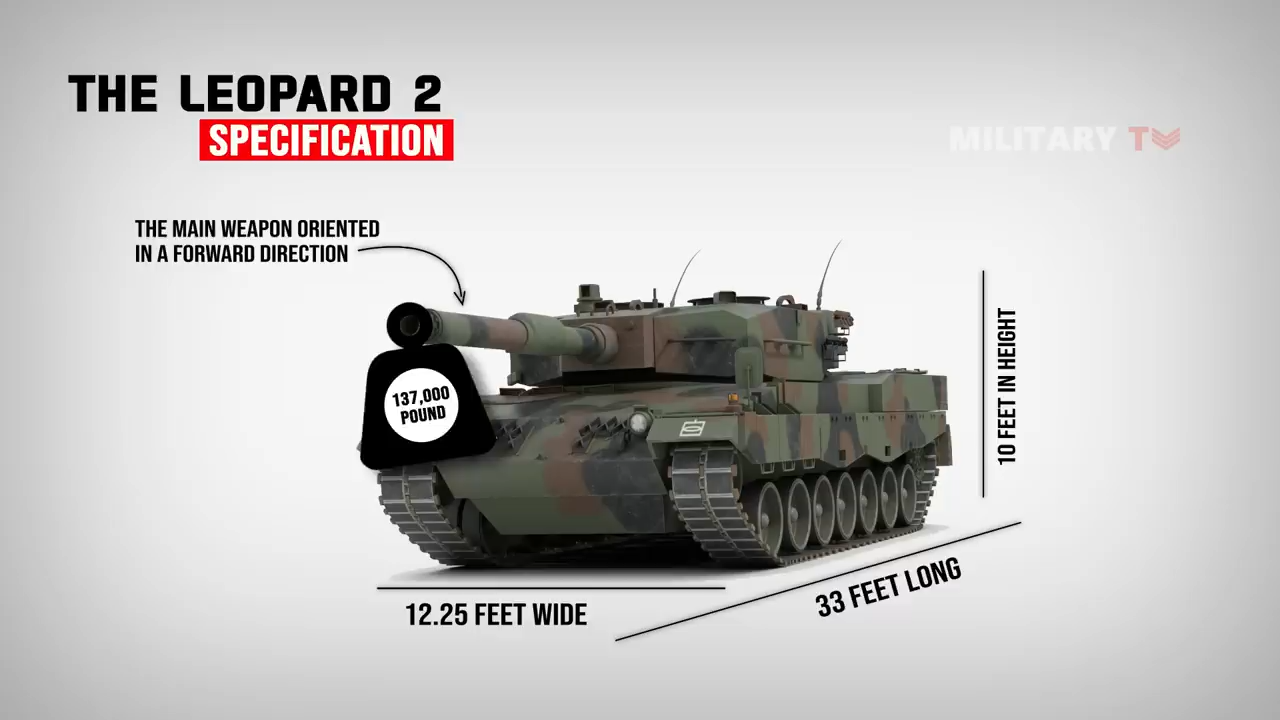 THE LEOPARD 2
SPECIFICATION
MILITARY TV
THE MAIN WEAPON ORIENTED
IN A FORWARD DIRECTION
137,000
POUND
10 FEET IN HEIGHT
33 FEET LONG
12.25 FEET WIDE